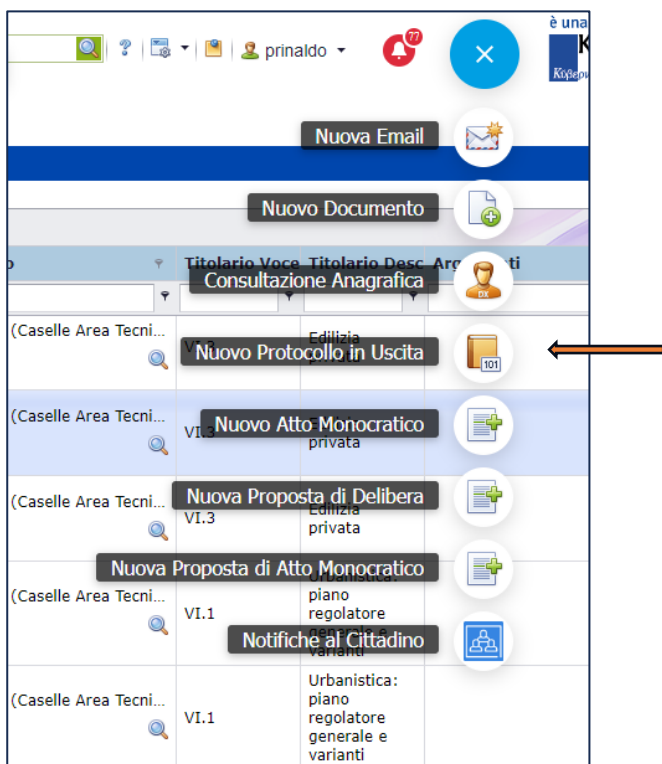 è una
prinaldo
77
K
Nuova Email
Nuovo Documento
Titolario Voce Titolario Desc
Consultazione Anagrafica
DX
(Caselle Area Tecni...
Nuovo Protocollo in Uscita
101
(Caselle Area Tecni...
Nuovo Atto Monocratico
privata
(Caselle Area Tecni...
Nuova Proposta di Delibera
VI.3
Edilizia
privata
Nuova Proposta di Atto Monocratico
(Caselle Area Tecni...
VI.1
Urbanistica:
piano
regolatore
generale e
varianti
Notifiche al Cittadino
(Caselle Area Tecni...
VI.1
Urbanistica:
piano
regolatore
generale e
varianti